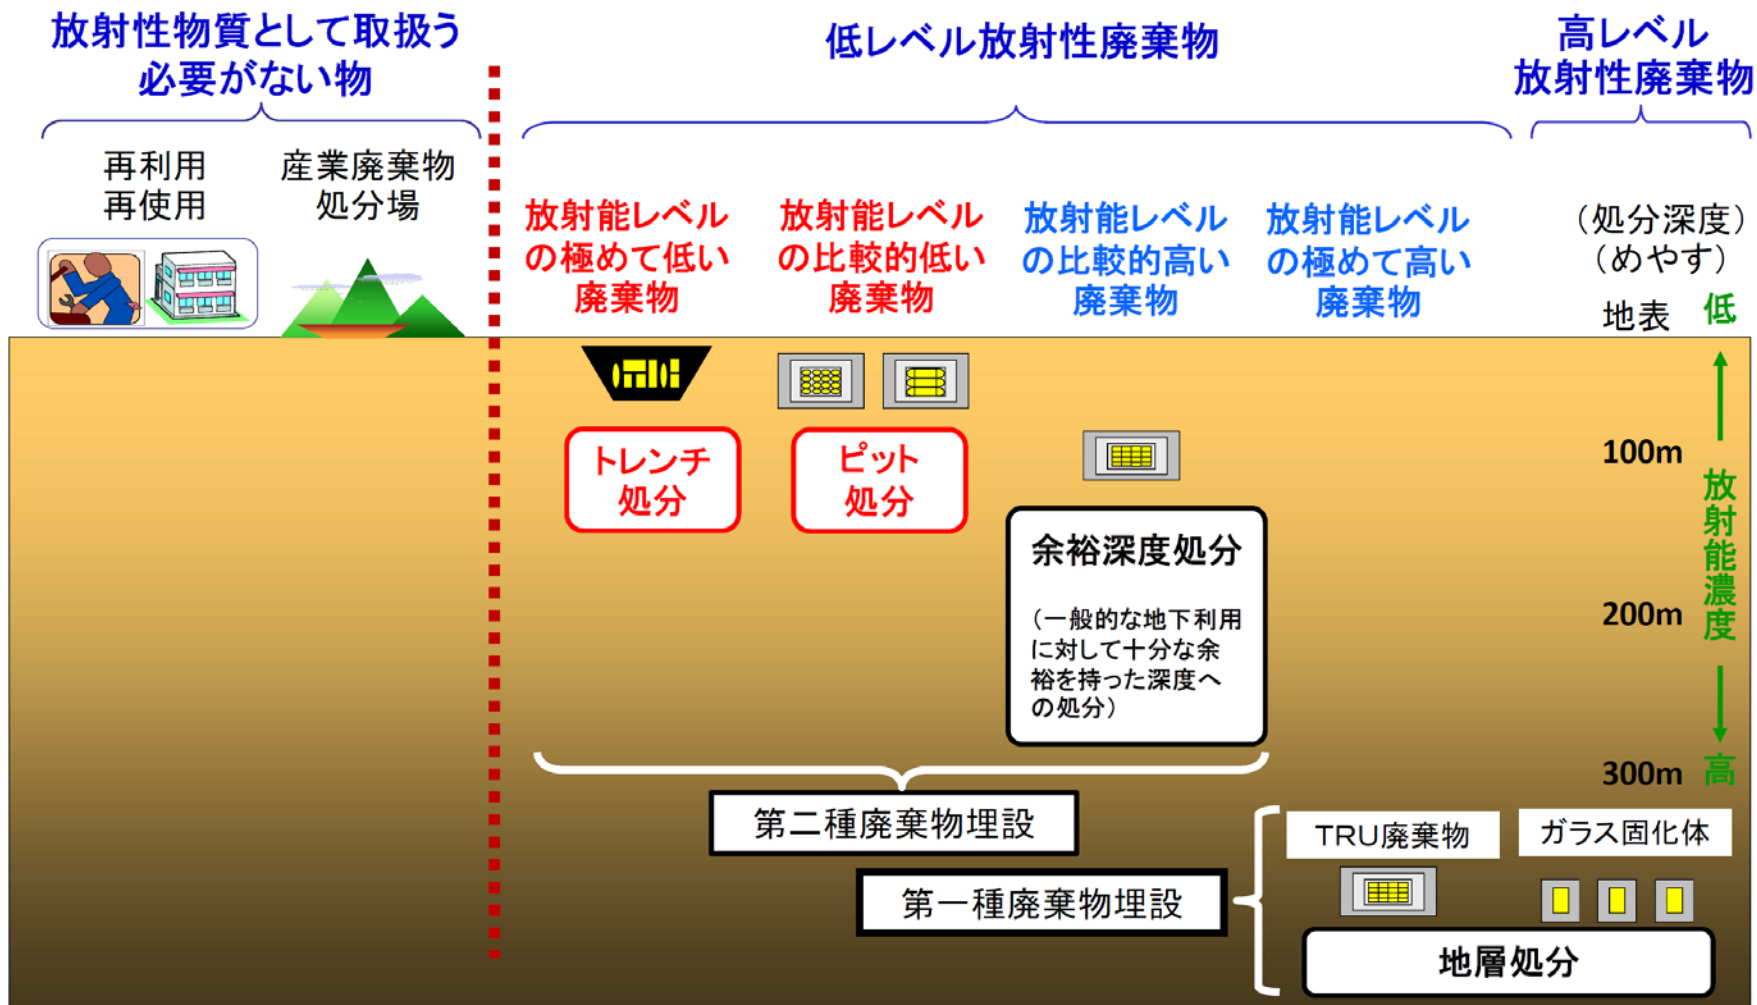 放射性物質として取扱う
必要がない物
低レベル放射性廃棄物
高レベル
放射性廃棄物
再利用
再使用
産業廃棄物
処分場
放射能レベル
の極めて低い
廃棄物
放射能レベル
の比較的低い
廃棄物
放射能レベル
の比較的高い
廃棄物
放射能レベル
の極めて高い
廃棄物
（処分深度）
（めやす）
地表
低
トレンチ
処分
ピット
処分
余裕深度処分
（一般的な地下利用
に対して十分な余
裕を持った深度へ
の処分）
100m
200m
300m
放射能濃度
高
第二種廃棄物埋設
第一種廃棄物埋設
TRU廃棄物
ガラス固化体
地層処分